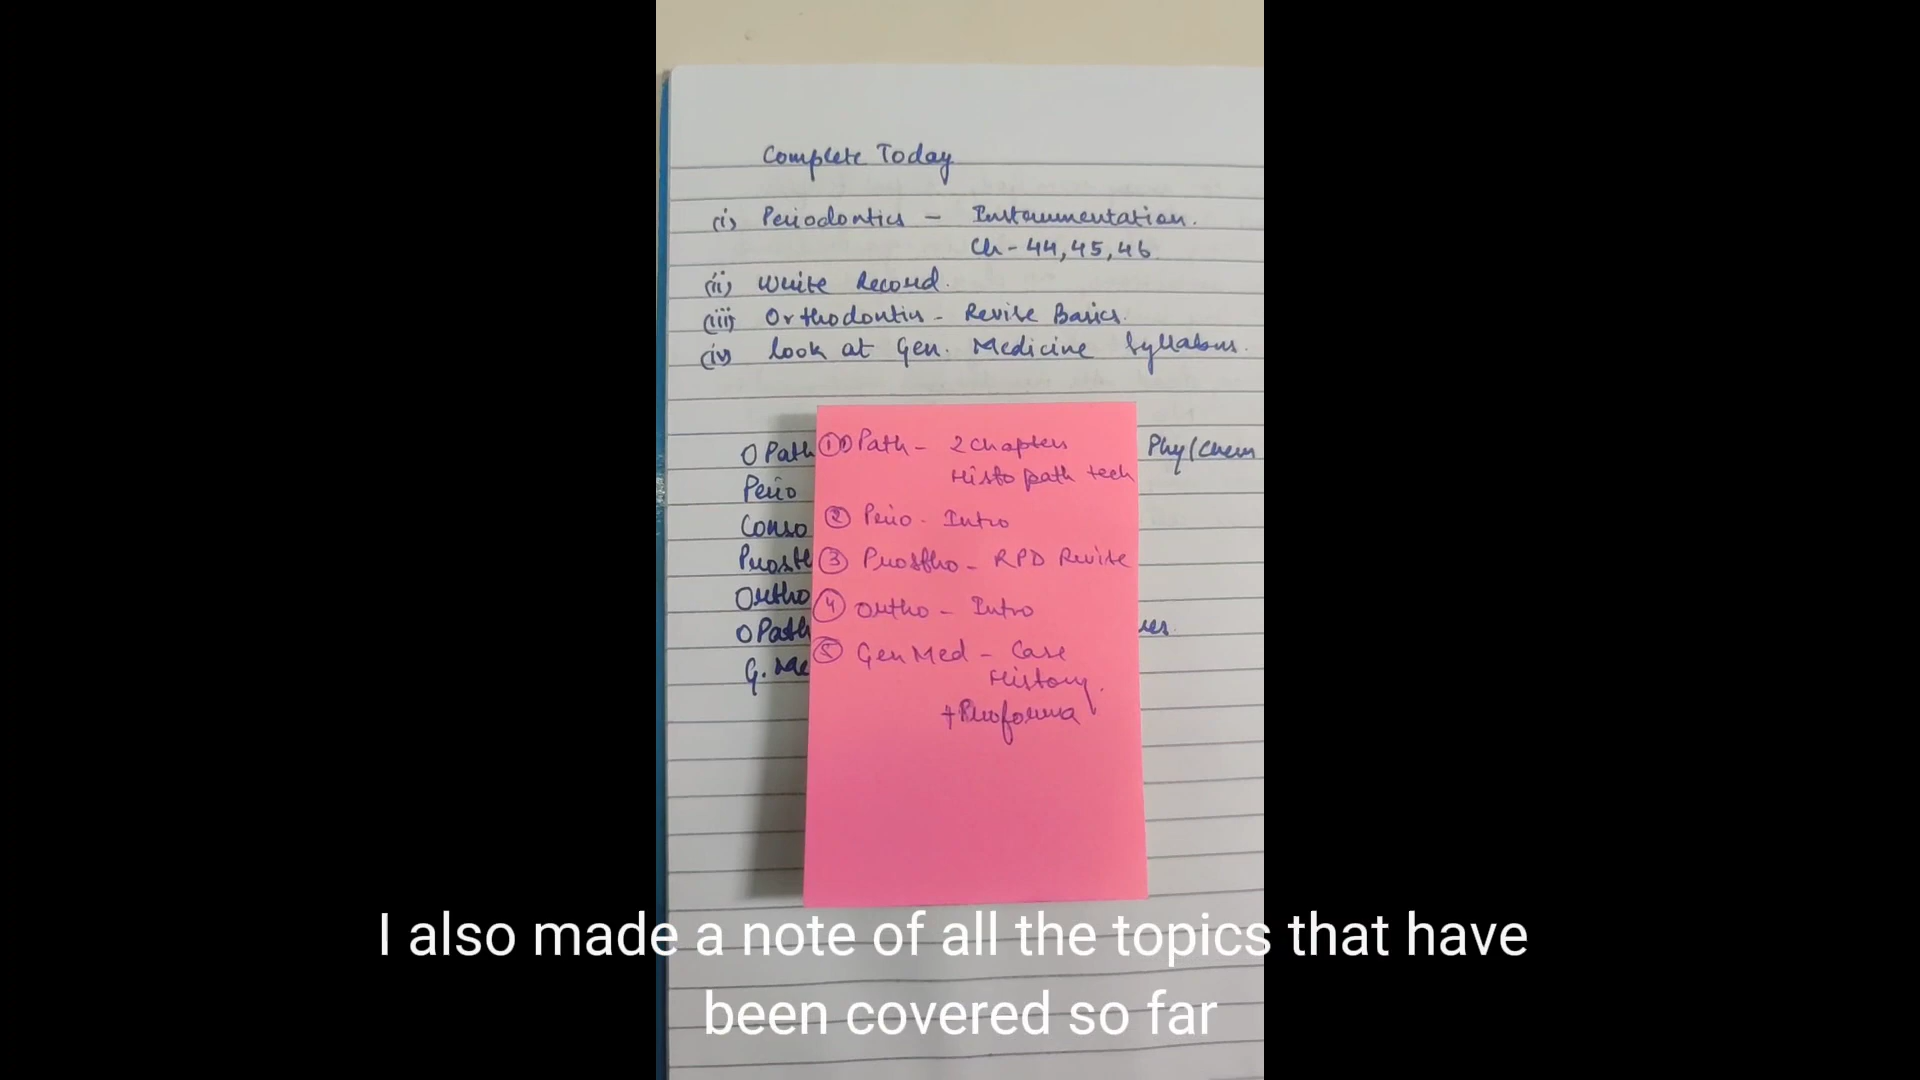 Complete Today
(i) Periodontics - Instrumentation.
Ch - 44, 45, 46
(ii) Write Record.
(iii) Orthodontics - Revise Basics.
(iv) look at Gen. Medicine Syllabus.
O Path
Phy/Chem
Perio
Conso
Prosth
Ortho
O Path
G. Me
① O Path - 2 chapters
Histo path tech
② Perio - Intro
③ Prostho - RPD Revise
④ Ortho - Intro
⑤ Gen Med - Case
History.
+ Proforma
I also made a note of all the topics that have
been covered so far